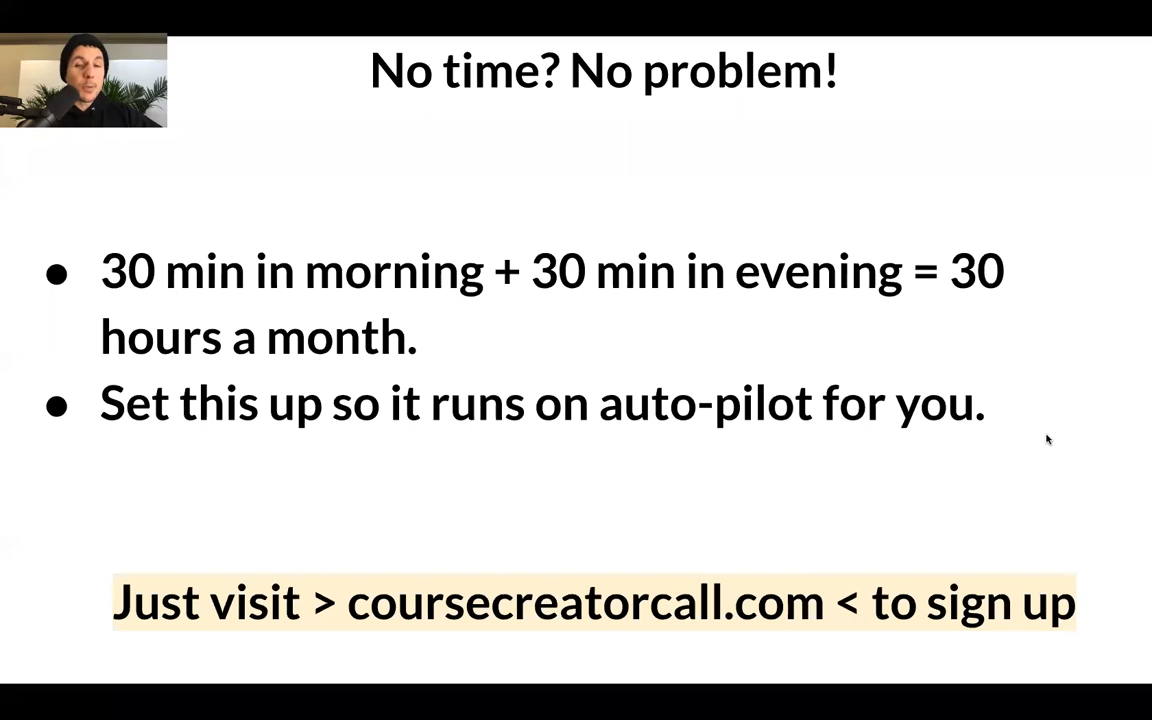 No time? No problem!
● 30 min in morning + 30 min in evening = 30
hours a month.
● Set this up so it runs on auto-pilot for you.
Just visit > coursecreatorcall.com < to sign up